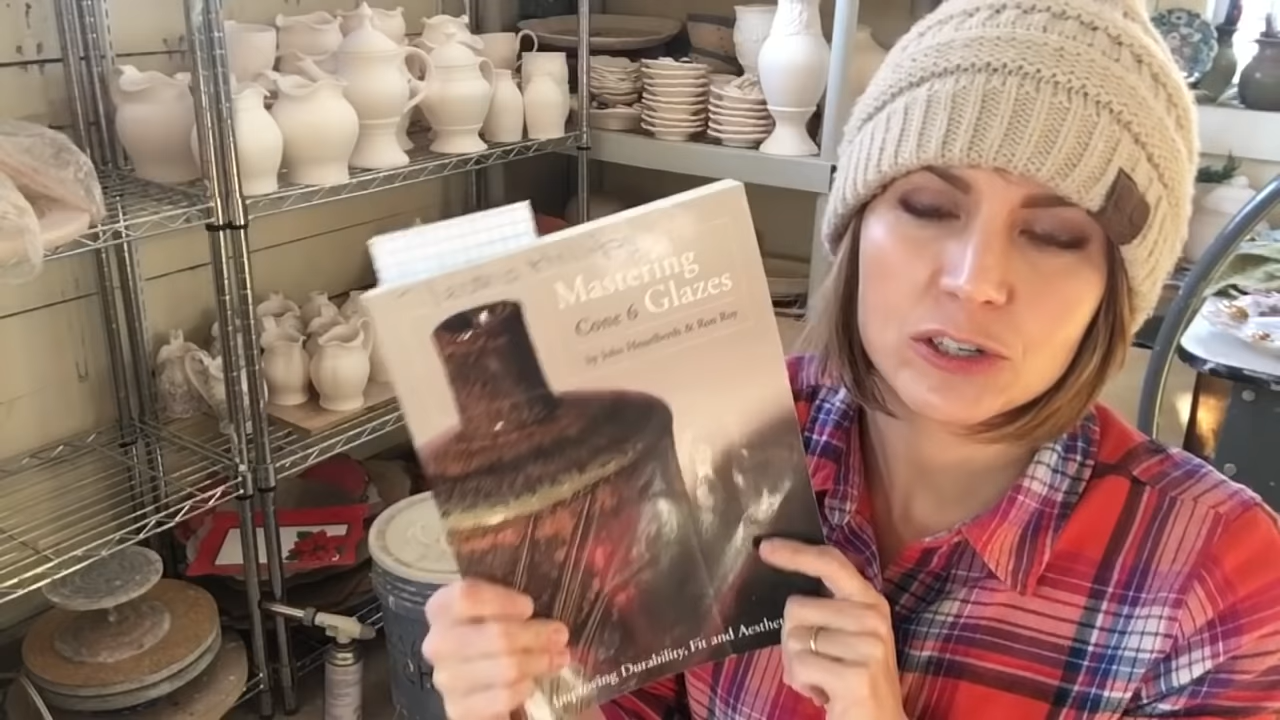 Mastering
Cone 6 Glazes
by John Hesselberth & Ron Roy
Improving Durability, Fit and Aesthe